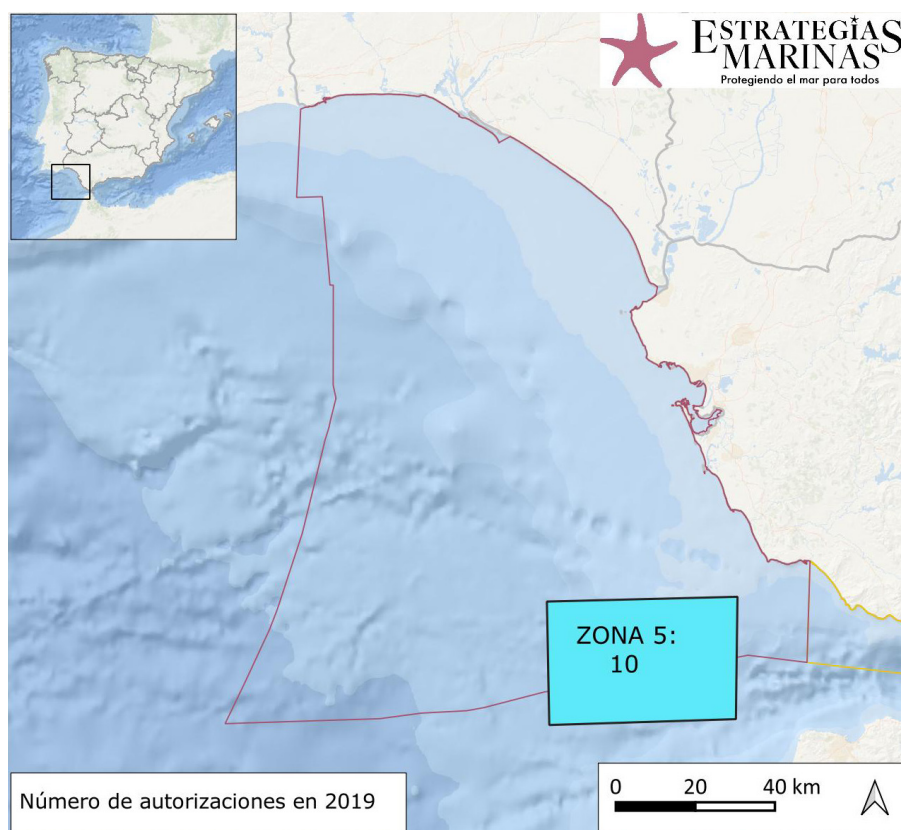 ESTRATEGIAS
MARINAS
Protegiendo el mar para todos
ZONA 5:
10
Número de autorizaciones en 2019
0 20 40 km